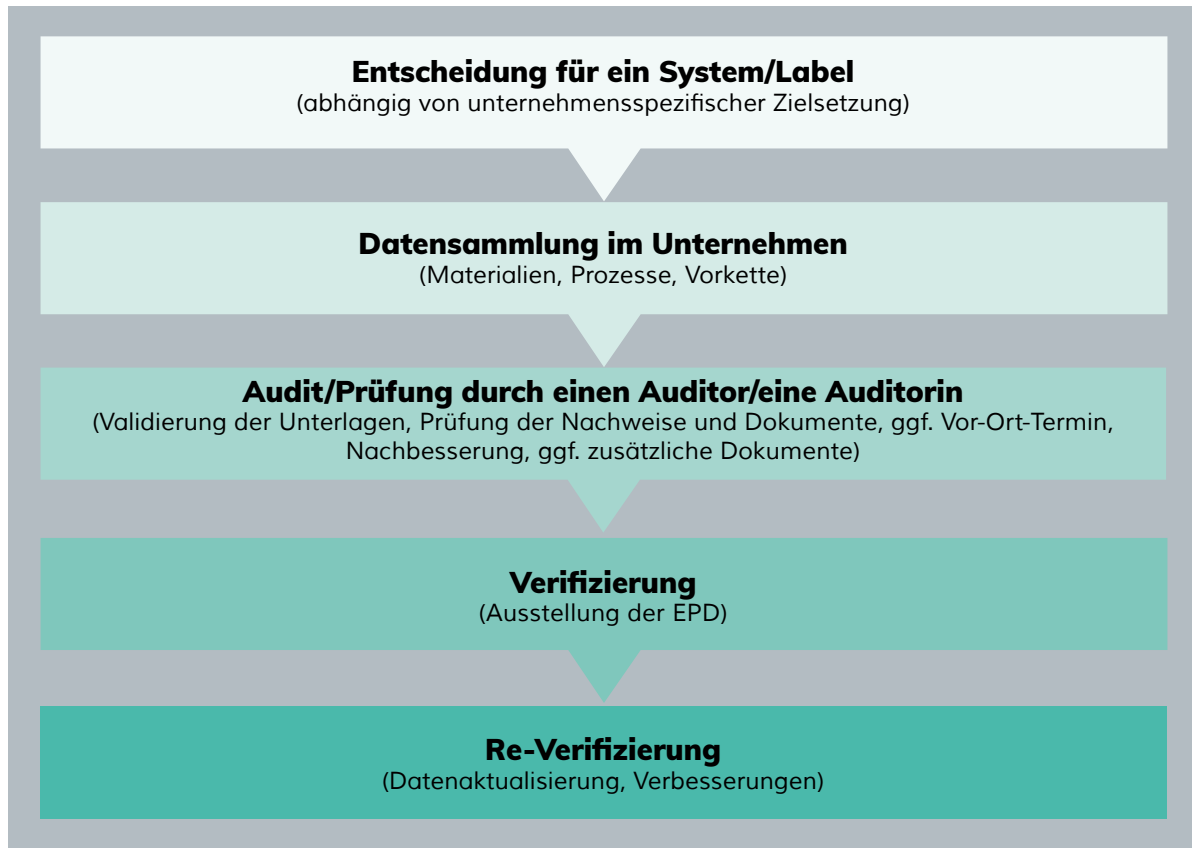 Entscheidung für ein System/Label
(abhängig von unternehmensspezifischer Zielsetzung)
Datensammlung im Unternehmen
(Materialien, Prozesse, Vorkette)
Audit/Prüfung durch einen Auditor/eine Auditorin
(Validierung der Unterlagen, Prüfung der Nachweise und Dokumente, ggf. Vor-Ort-Termin,
Nachbesserung, ggf. zusätzliche Dokumente)
Verifizierung
(Ausstellung der EPD)
Re-Verifizierung
(Datenaktualisierung, Verbesserungen)